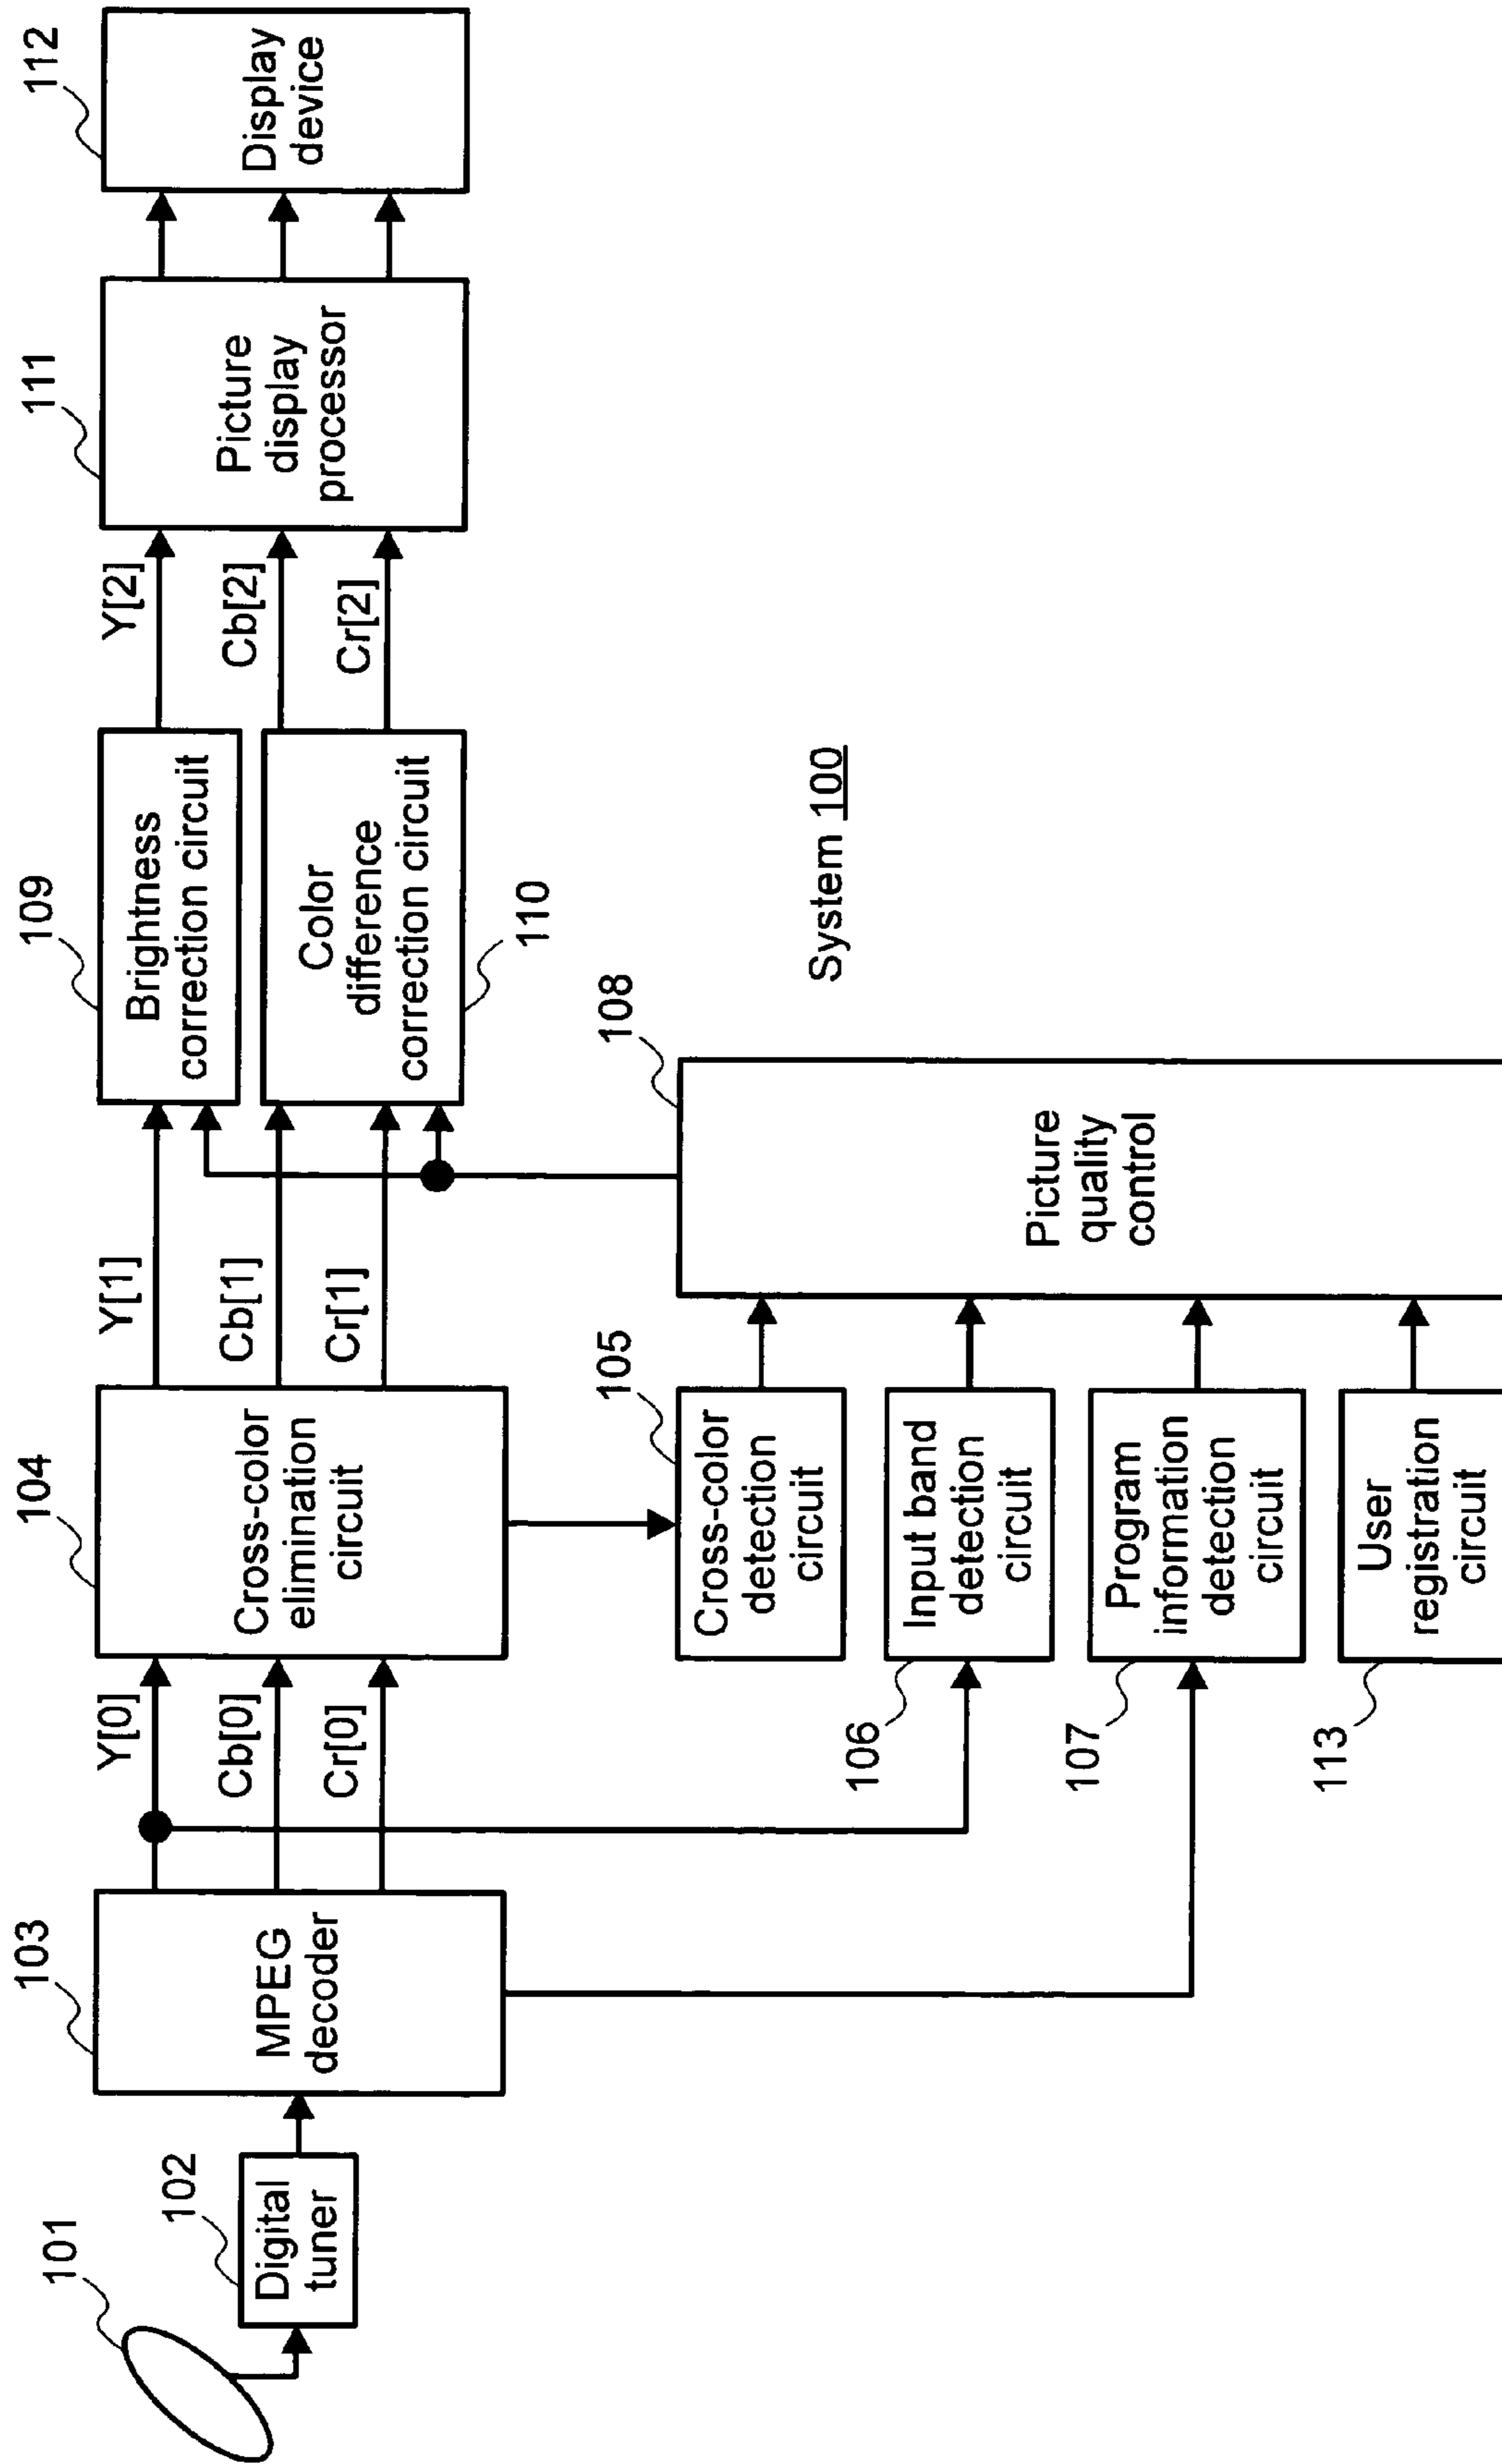 101
102
Digital
tuner
103
MPEG
decoder
Y[0]
Cb[0]
Cr[0]
104
Cross-color
elimination
circuit
Y[1]
Cb[1]
Cr[1]
109
Brightness
correction circuit
Color
difference
correction circuit
110
Y[2]
Cb[2]
Cr[2]
111
Picture
display
processor
112
Display
device
105
Cross-color
detection
circuit
106
Input band
detection
circuit
107
Program
information
detection
circuit
113
User
registration
circuit
108
Picture
quality
control
System 100